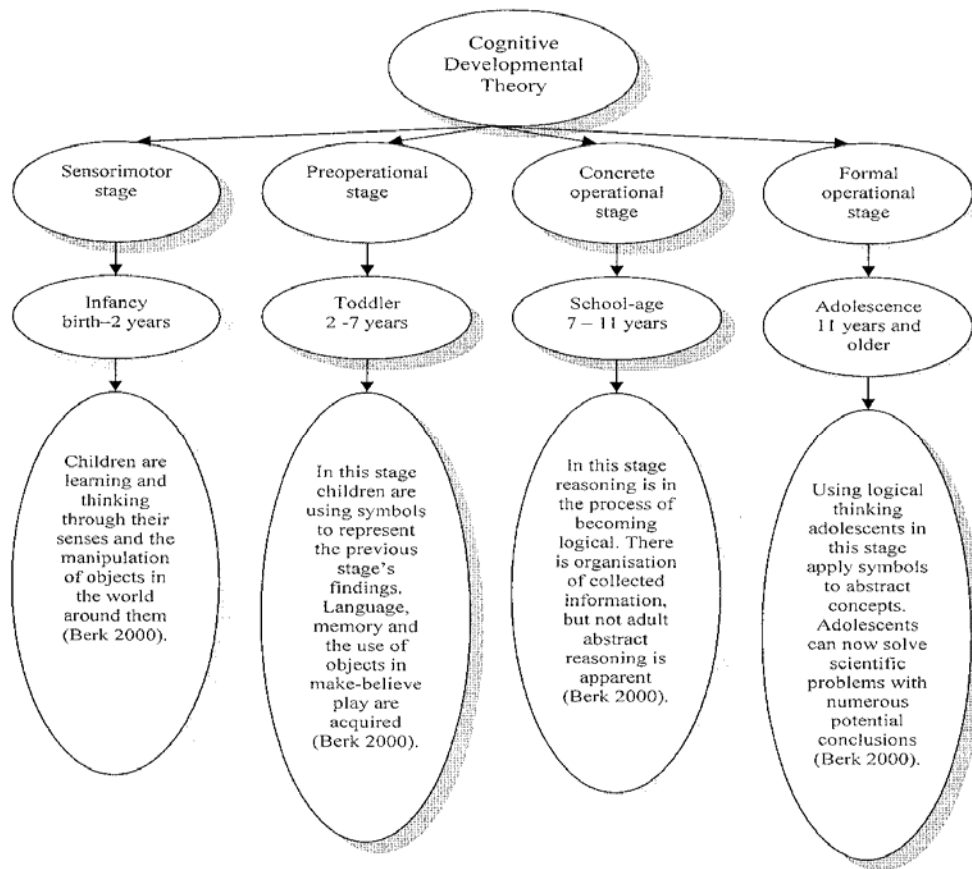 Cognitive
Developmental
Theory
Sensorimotor
stage
Preoperational
stage
Concrete
operational
stage
Formal
operational
stage
Infancy
birth–2 years
Toddler
2 -7 years
School-age
7 – 11 years
Adolescence
11 years and
older
Children are
learning and
thinking
through their
senses and the
manipulation
of objects in
the world
around them
(Berk 2000).
In this stage
children are
using symbols
to represent
the previous
stage's
findings.
Language,
memory and
the use of
objects in
make-believe
play are
acquired
(Berk 2000).
In this stage
reasoning is in
the process of
becoming
logical. There
is organisation
of collected
information,
but not adult
abstract
reasoning is
apparent
(Berk 2000).
Using logical
thinking
adolescents in
this stage
apply symbols
to abstract
concepts.
Adolescents
can now solve
scientific
problems with
numerous
potential
conclusions
(Berk 2000).